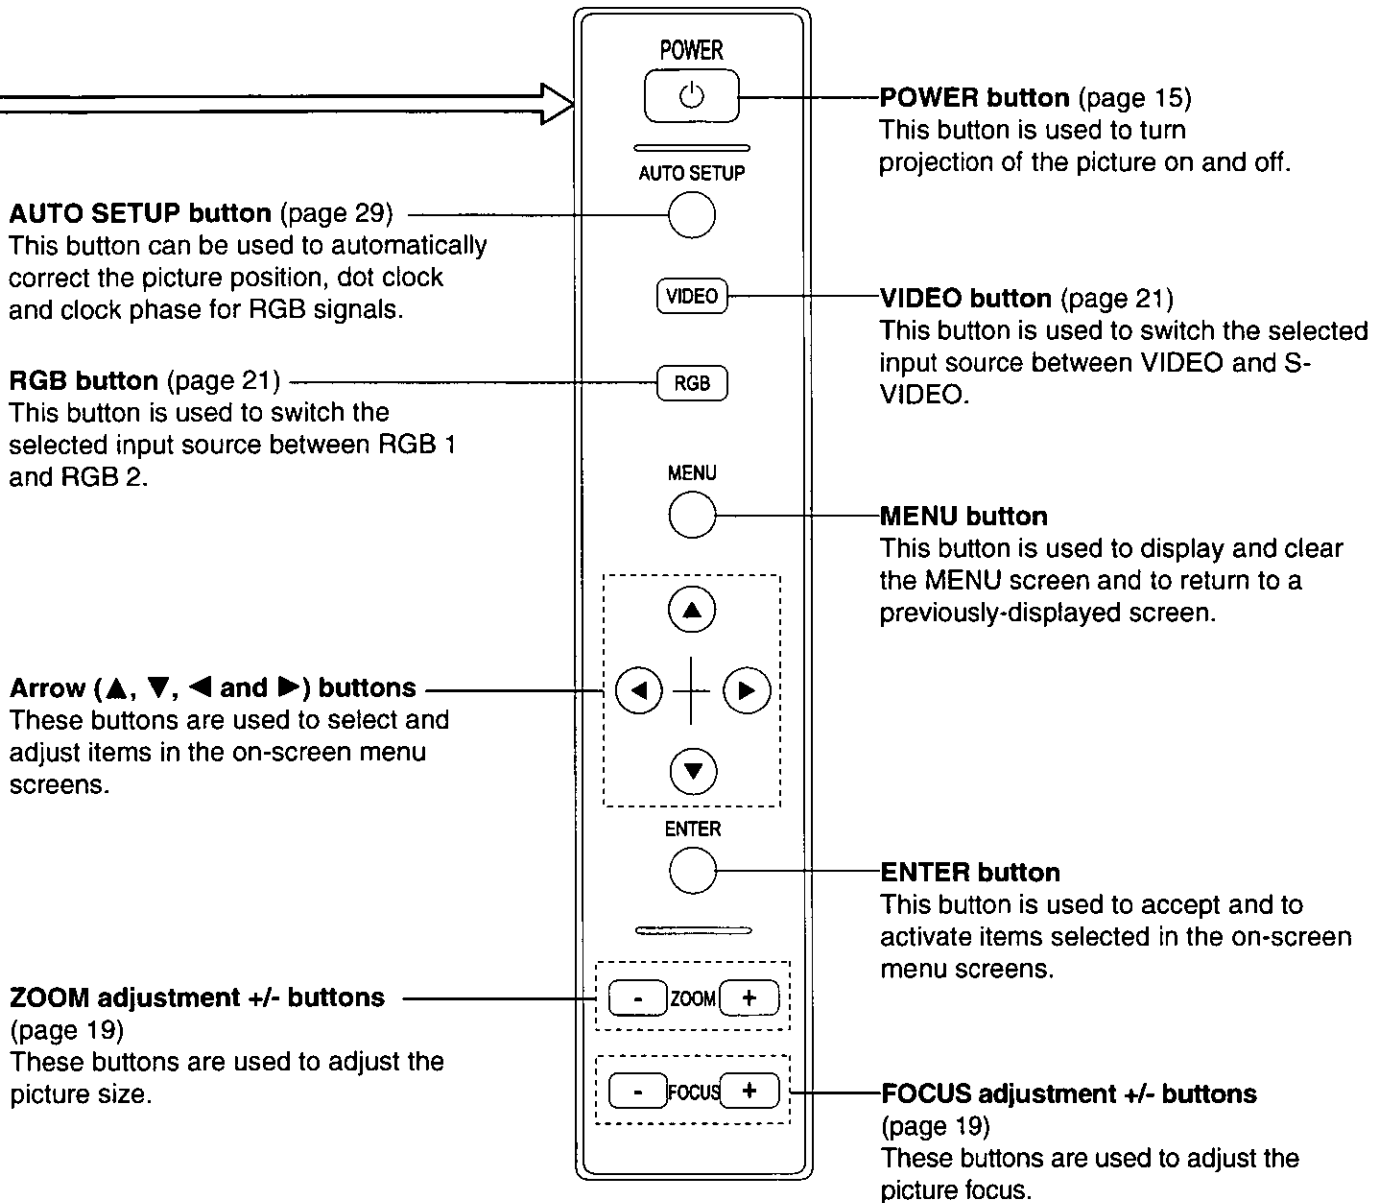 POWER
POWER button (page 15)
This button is used to turn
projection of the picture on and off.
AUTO SETUP
AUTO SETUP button (page 29)
This button can be used to automatically
correct the picture position, dot clock
and clock phase for RGB signals.
VIDEO
VIDEO button (page 21)
This button is used to switch the selected
input source between VIDEO and S-
VIDEO.
RGB button (page 21)
This button is used to switch the
selected input source between RGB 1
and RGB 2.
RGB
MENU
MENU button
This button is used to display and clear
the MENU screen and to return to a
previously-displayed screen.
▲
◀ ▶
▼
Arrow (▲, ▼, ◀ and ▶) buttons
These buttons are used to select and
adjust items in the on-screen menu
screens.
ENTER
ENTER button
This button is used to accept and to
activate items selected in the on-screen
menu screens.
ZOOM adjustment +/- buttons
(page 19)
These buttons are used to adjust the
picture size.
- ZOOM +
- FOCUS +
FOCUS adjustment +/- buttons
(page 19)
These buttons are used to adjust the
picture focus.